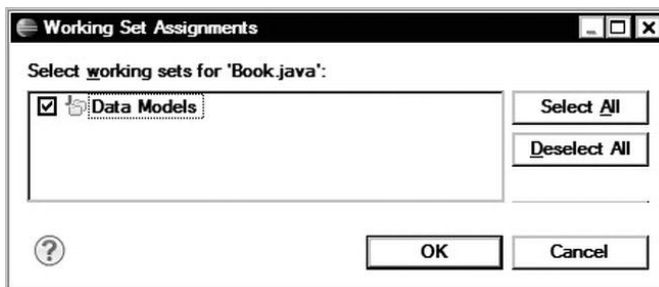 Working Set Assignments
Select working sets for 'Book.java':
Data Models
Select All
Deselect All
?
OK
Cancel